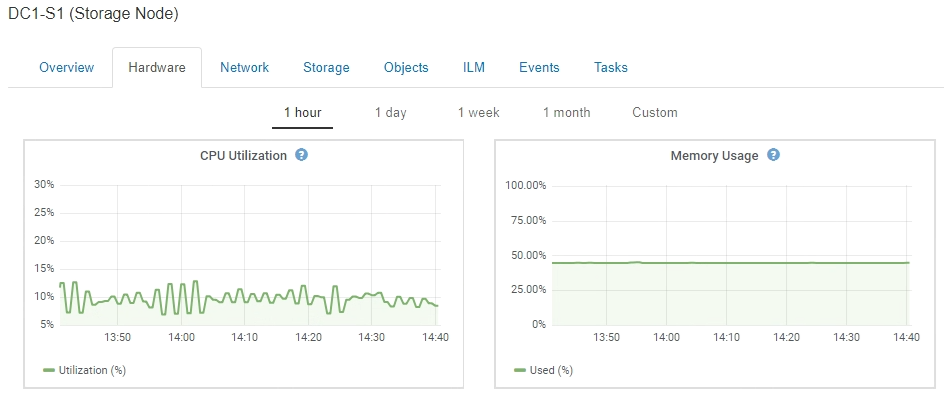 DC1-S1 (Storage Node)
Overview Hardware Network Storage Objects ILM Events Tasks
1 hour 1 day 1 week 1 month Custom
CPU Utilization ?
30%
25%
20%
15%
10%
5%
13:50 14:00 14:10 14:20 14:30 14:40
Utilization (%)
Memory Usage ?
100.00%
75.00%
50.00%
25.00%
0%
13:50 14:00 14:10 14:20 14:30 14:40
Used (%)